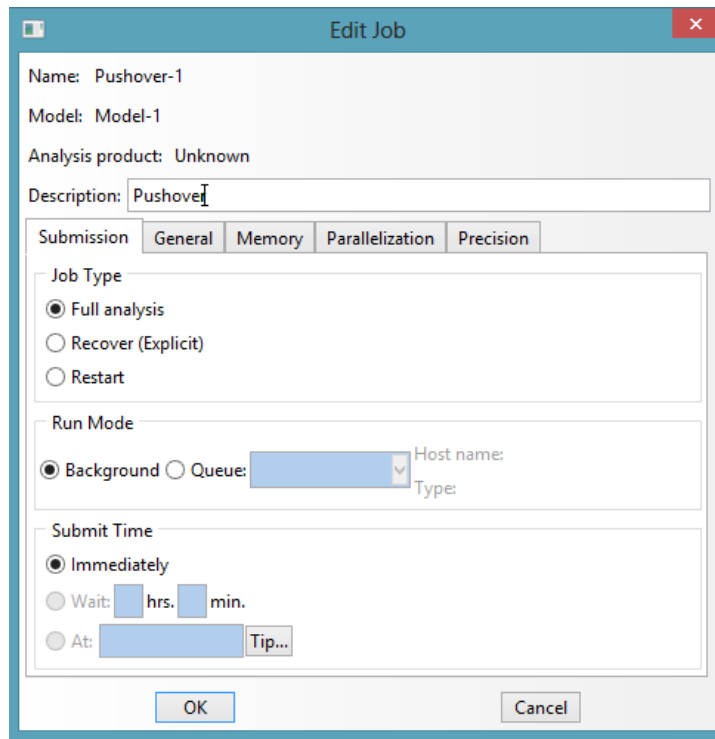 Edit Job
Name: Pushover-1
Model: Model-1
Analysis product: Unknown
Description: Pushover
Submission General Memory Parallelization Precision
Job Type
Full analysis
Recover (Explicit)
Restart
Run Mode
Background Queue: Host name:
Type:
Submit Time
Immediately
Wait: hrs. min.
At: Tip...
OK Cancel